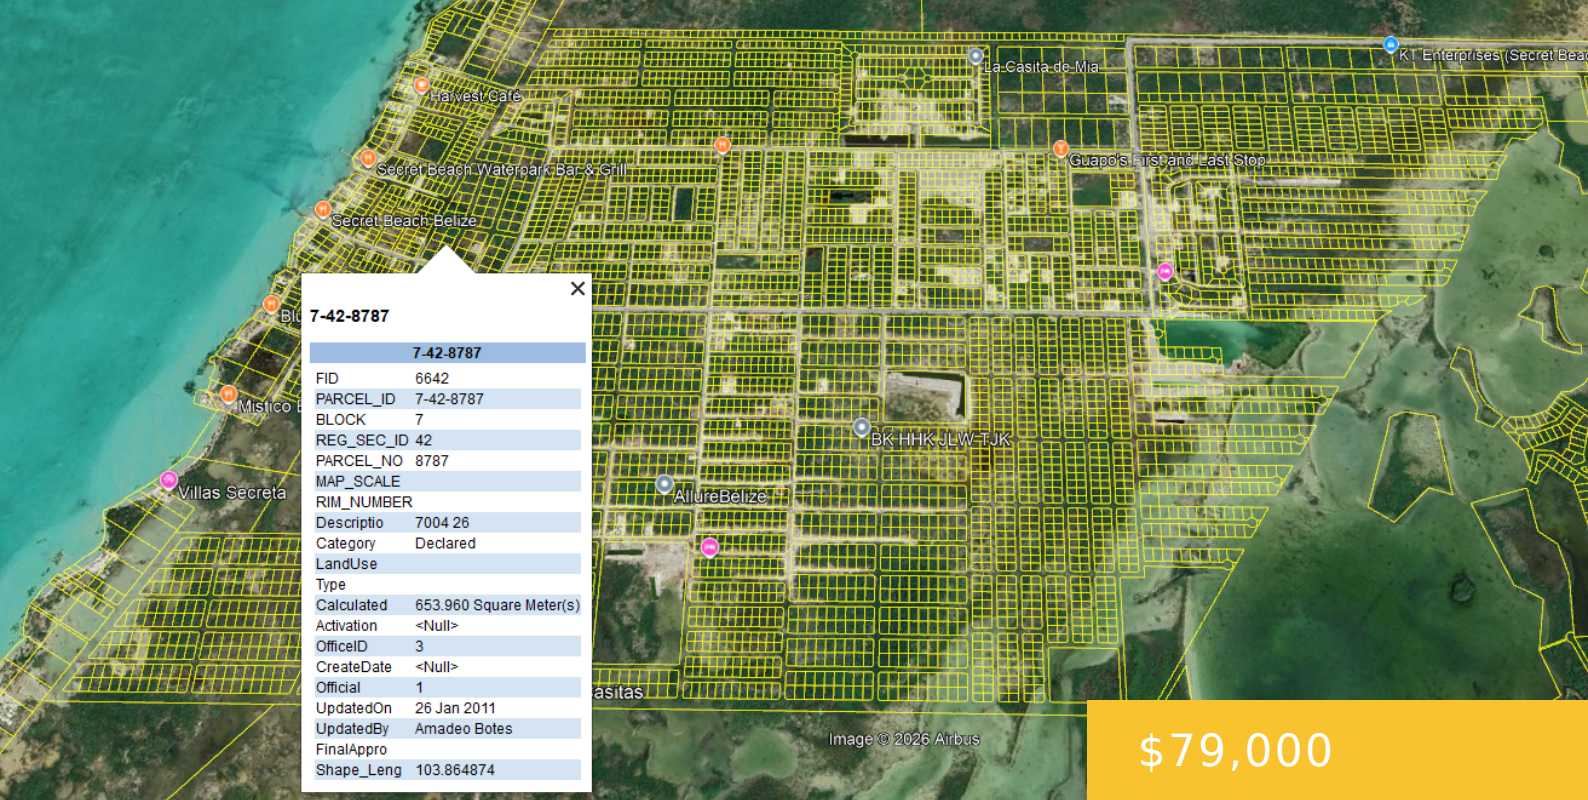 KT Enterprises (Secret Beac
La Casita de Mia
Harvest Café
Guapo's First and Last Stop
Secret Beach Waterpark Bar & Grill
Secret Beach Belize
Blu
Mistico B
BK HHK JLW TJK
Villas Secreta
AllureBelize
asitas
7-42-8787
7-42-8787
FID 6642
PARCEL_ID 7-42-8787
BLOCK 7
REG_SEC_ID 42
PARCEL_NO 8787
MAP_SCALE
RIM_NUMBER
Descriptio 7004 26
Category Declared
LandUse
Type
Calculated 653.960 Square Meter(s)
Activation <Null>
OfficeID 3
CreateDate <Null>
Official 1
UpdatedOn 26 Jan 2011
UpdatedBy Amadeo Botes
FinalAppro
Shape_Leng 103.864874
Image © 2026 Airbus
$79,000